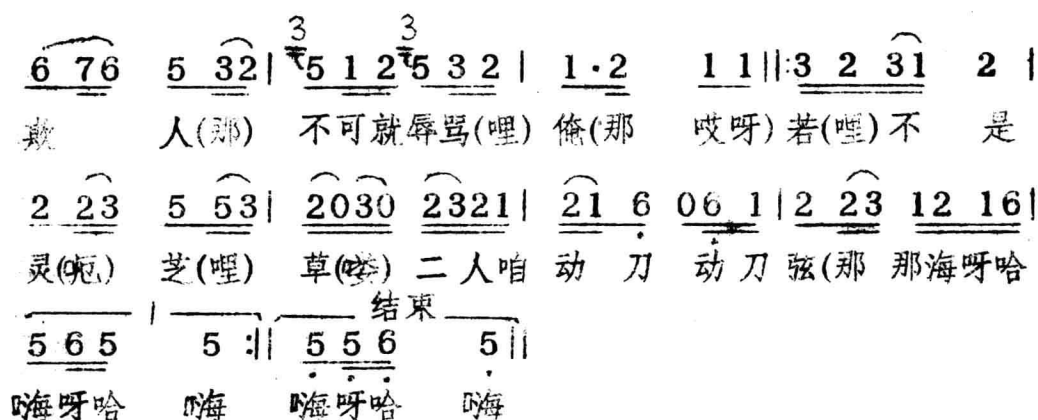 3 3
6 76 5 32 | 5 1 2 5 3 2 | 1·2 1 1 ||: 3 2 31 2 |
欺 人(那) 不可就辱骂(哩) 俺(那 哎呀) 若(哩)不 是
2 23 5 53 | 2030 2321 | 21 6 06 1 | 2 23 12 16 |
灵(呃) 芝(哩) 草(喽) 二人咱 动 刀 动刀 弦(那 那海呀哈
1 结束
5 6 5 5 :|| 5 5 6 5 ||
嗨呀哈 嗨 嗨呀哈 嗨